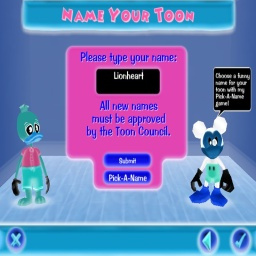 Name Your Toon
Please type your name:
Lionheart
Choose a funny
name for your
toon with my
Pick-A-Name
game!
All new names
must be approved
by the Toon Council.
Submit
Pick-A-Name